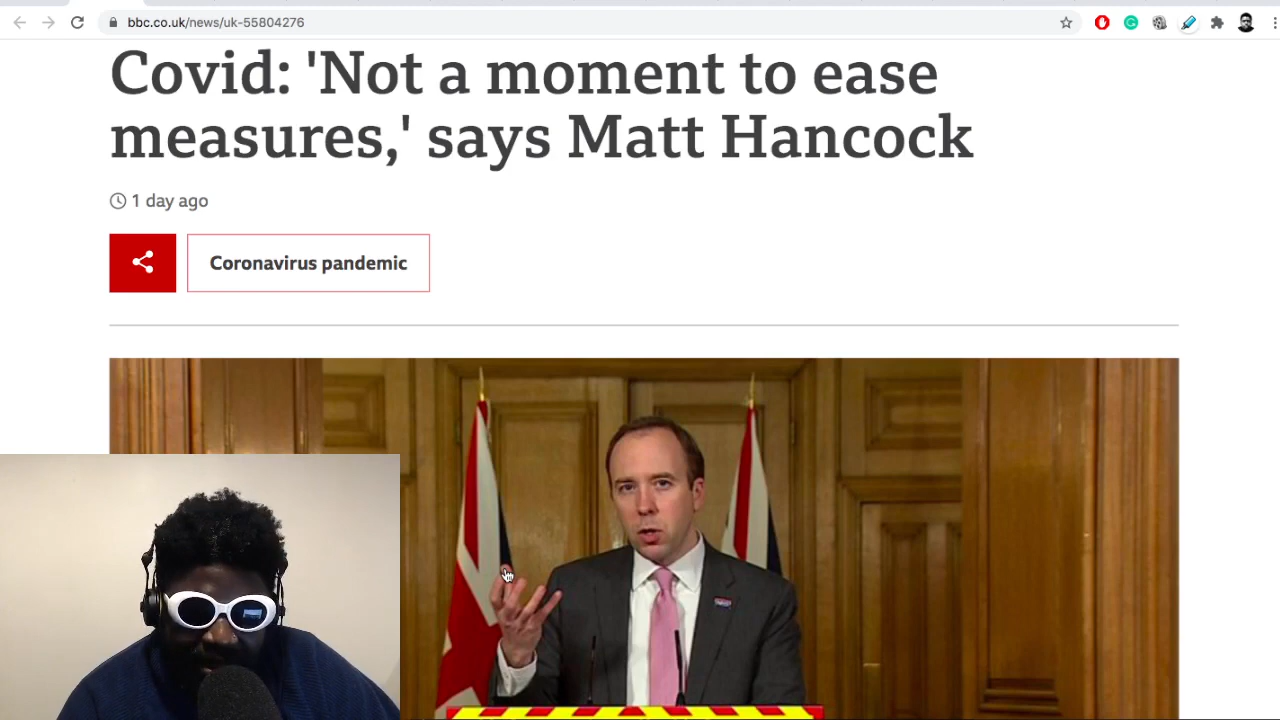 bbc.co.uk/news/uk-55804276
Covid: 'Not a moment to ease
measures,' says Matt Hancock
1 day ago
Coronavirus pandemic